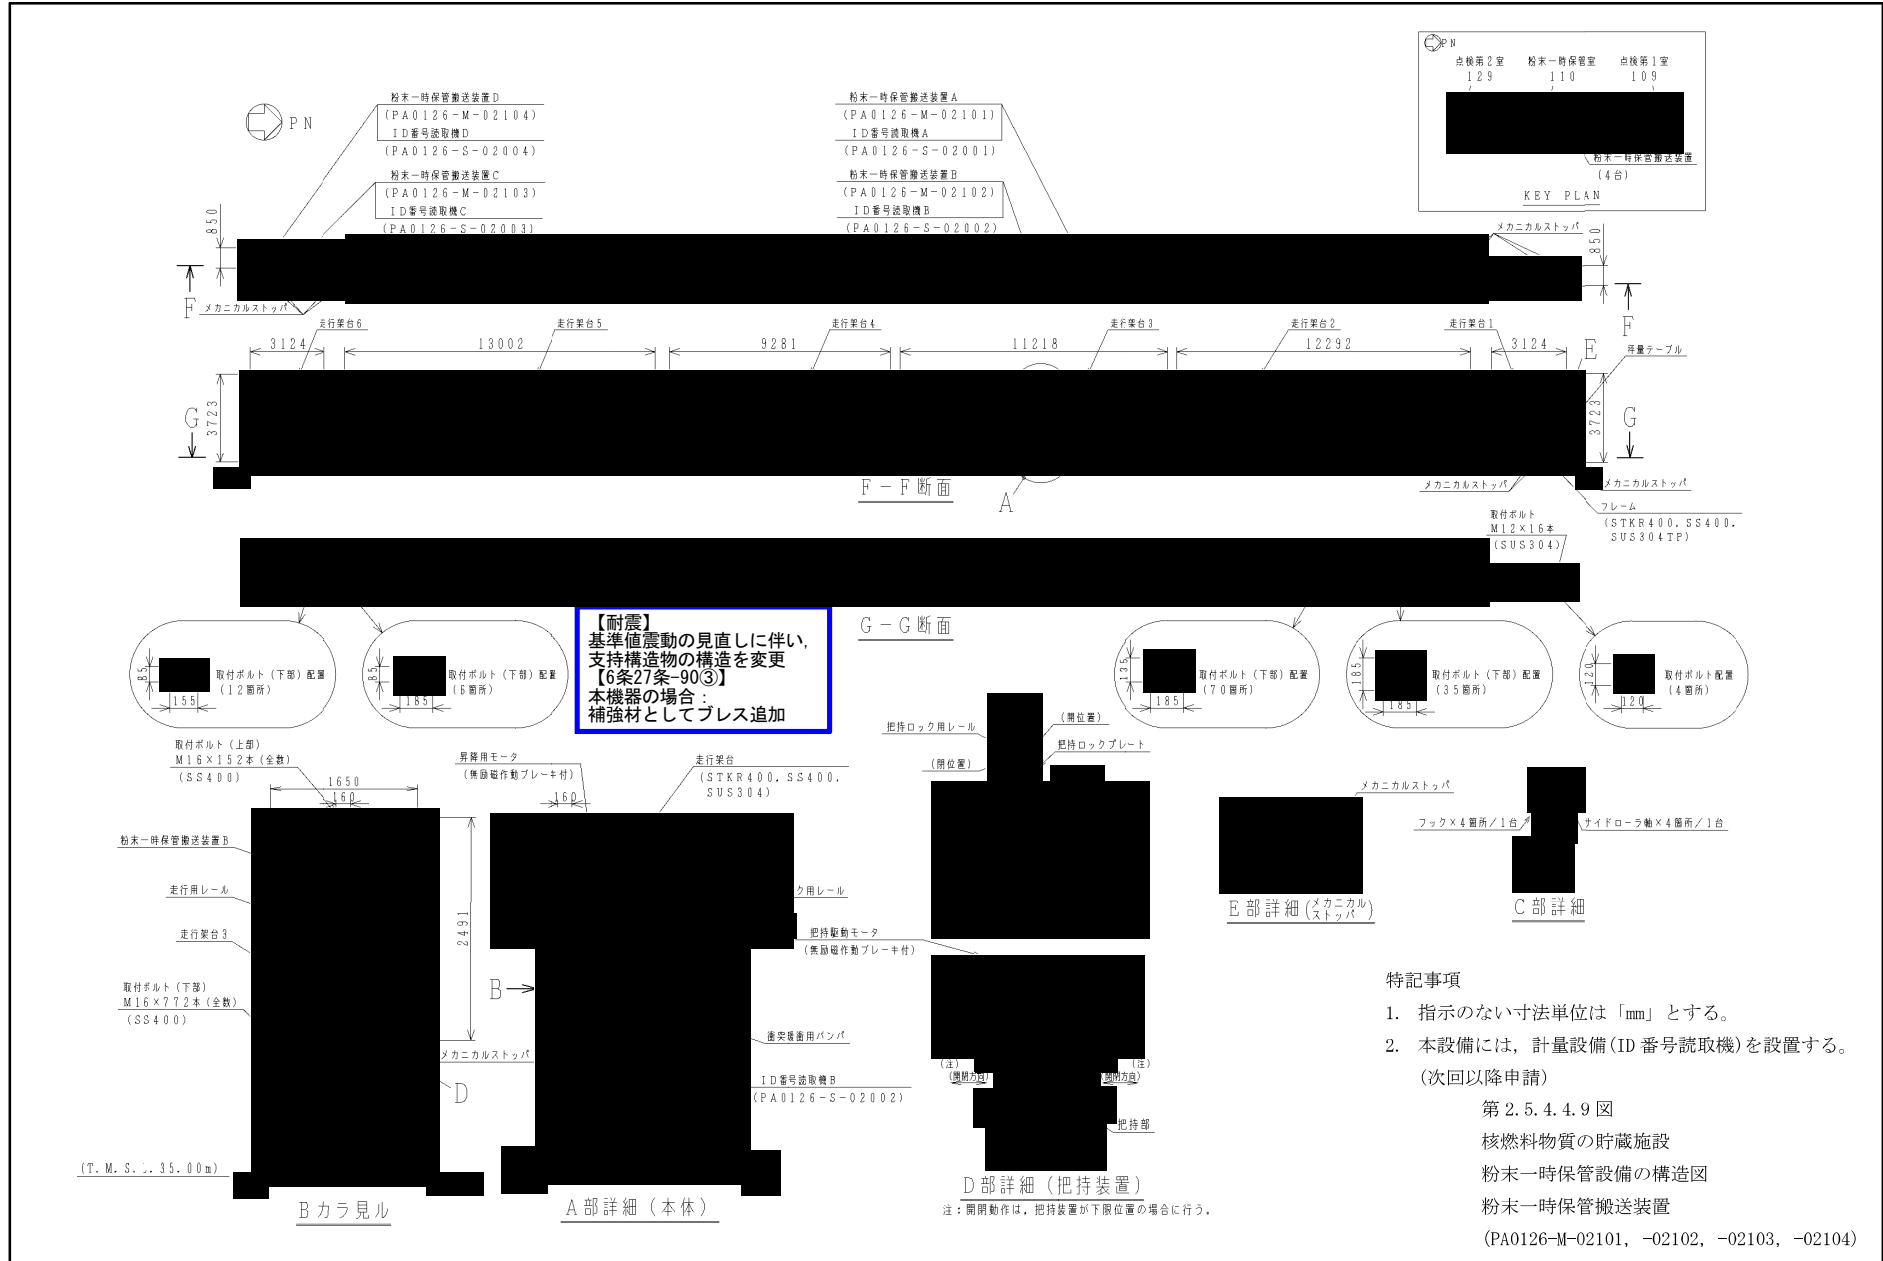 PN
粉末一時保管搬送装置D
(PA0126-M-02104)
ID番号読取機D
(PA0126-S-02004)
粉末一時保管搬送装置C
(PA0126-M-02103)
ID番号読取機C
(PA0126-S-02003)
粉末一時保管搬送装置A
(PA0126-M-02101)
ID番号読取機A
(PA0126-S-02001)
粉末一時保管搬送装置B
(PA0126-M-02102)
ID番号読取機B
(PA0126-S-02002)
PN
点検第2室 粉末一時保管室 点検第1室
129 110 109
粉末一時保管搬送装置
(4台)
KEY PLAN
850
F
メカニカルストッパ
メカニカルストッパ
850
F
走行架台6
走行架台5
走行架台4
走行架台3
走行架台2
走行架台1
3124
13002
9281
11218
12292
3124
E
秤量テーブル
G
3723
3723
G
F-F断面
A
メカニカルストッパ
メカニカルストッパ
フレーム
(STKR400,SS400,
SUS304TP)
取付ボルト
M12×16本
(SUS304)
G-G断面
85
155
取付ボルト(下部)配置
(12箇所)
85
185
取付ボルト(下部)配置
(6箇所)
【耐震】
基準値震動の見直しに伴い,
支持構造物の構造を変更
【6条27条-90③】
本機器の場合:
補強材としてブレス追加
135
185
取付ボルト(下部)配置
(70箇所)
185
185
取付ボルト(下部)配置
(35箇所)
120
120
取付ボルト配置
(4箇所)
取付ボルト(上部)
M16×152本(全数)
(SS400)
1650
160
粉末一時保管搬送装置B
走行用レール
走行架台3
取付ボルト(下部)
M16×772本(全数)
(SS400)
2491
メカニカルストッパ
D
35.00m)
Bカラ見ル
昇降用モータ
(無励磁作動ブレーキ付)
160
走行架台
(STKR400,SS400,
SUS304)
ク用レール
B
衝突緩衝用バンパ
ID番号読取機B
(PA0126-S-02002)
A部詳細(本体)
把持ロック用レール
(開位置)
把持ロックプレート
(閉位置)
把持駆動モータ
(無励磁作動ブレーキ付)
(注)
(開閉方向)
(注)
(開閉方向)
把持部
D部詳細(把持装置)
注:開閉動作は,把持装置が下限位置の場合に行う。
メカニカルストッパ
E部詳細(メカニカルストッパ)
フック×4箇所/1台
サイドローラ軸×4箇所/1台
C部詳細
特記事項
1. 指示のない寸法単位は「mm」とする。
2. 本設備には,計量設備(ID番号読取機)を設置する。
(次回以降申請)
第2.5.4.4.9図
核燃料物質の貯蔵施設
粉末一時保管設備の構造図
粉末一時保管搬送装置
(PA0126-M-02101, -02102, -02103, -02104)